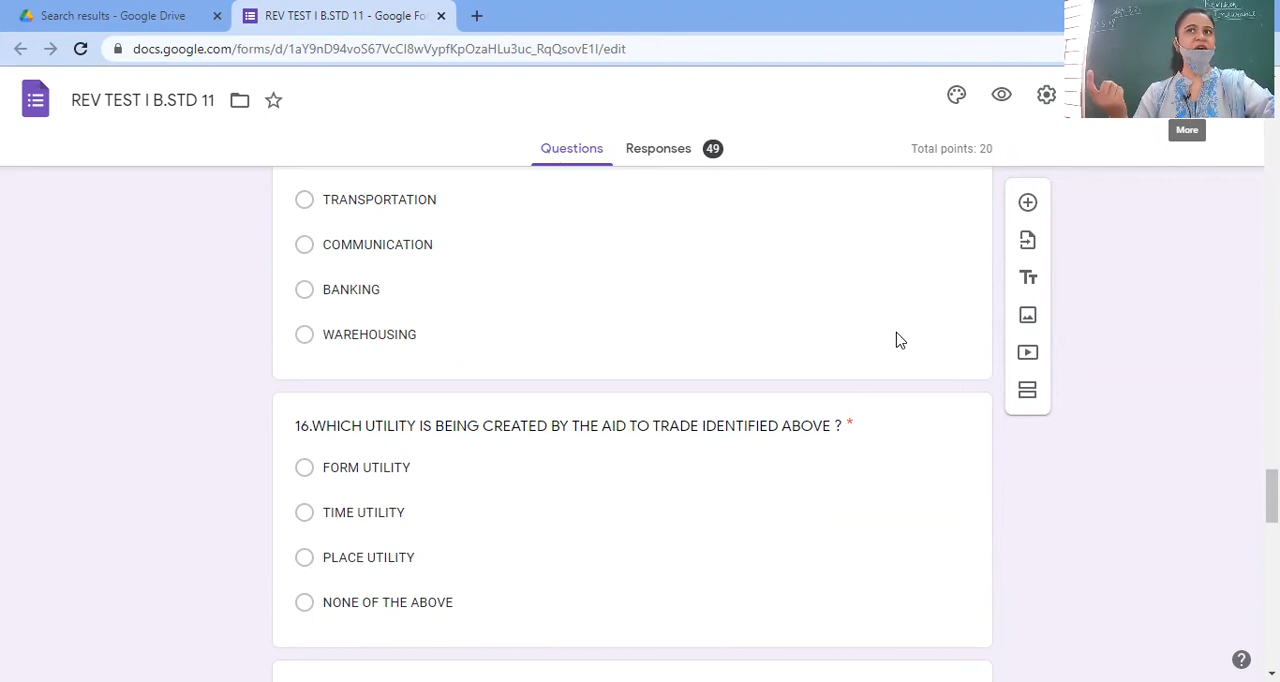 Search results - Google Drive
REV TEST I B.STD 11 - Google Fo
docs.google.com/forms/d/1aY9nD94voS67VcCl8wVypfKpOzaHLu3uc_RqQsovE1I/edit
REV TEST I B.STD 11
More
Questions
Responses 49
Total points: 20
TRANSPORTATION
COMMUNICATION
BANKING
WAREHOUSING
16.WHICH UTILITY IS BEING CREATED BY THE AID TO TRADE IDENTIFIED ABOVE ? *
FORM UTILITY
TIME UTILITY
PLACE UTILITY
NONE OF THE ABOVE